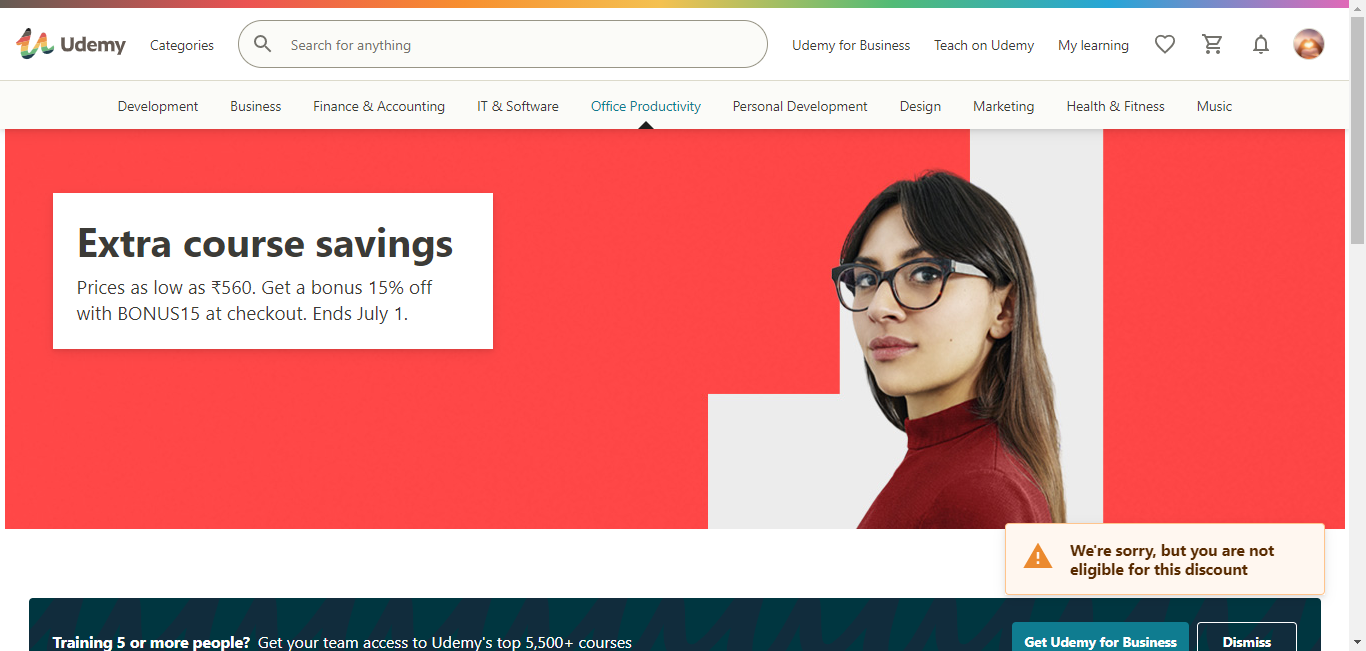 Udemy
Categories
Search for anything
Udemy for Business
Teach on Udemy
My learning
Development
Business
Finance & Accounting
IT & Software
Office Productivity
Personal Development
Design
Marketing
Health & Fitness
Music
Extra course savings
Prices as low as ₹560. Get a bonus 15% off
with BONUS15 at checkout. Ends July 1.
We're sorry, but you are not
eligible for this discount
Training 5 or more people? Get your team access to Udemy's top 5,500+ courses
Get Udemy for Business
Dismiss